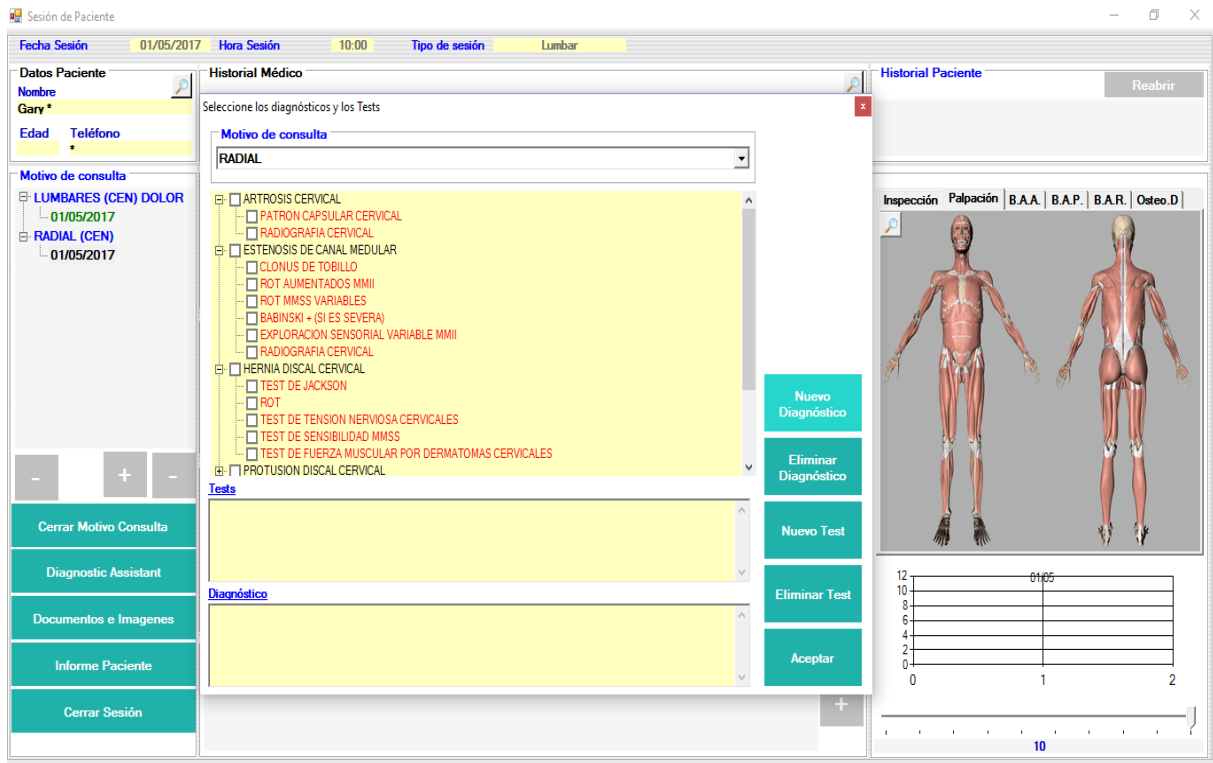 Sesión de Paciente
Fecha Sesión 01/05/2017 Hora Sesión 10:00 Tipo de sesión Lumbar
Datos Paciente
Nombre
Gary *
Edad Teléfono
*
Historial Médico
Historial Paciente
Reabrir
Motivo de consulta
LUMBARES (CEN) DOLOR
01/05/2017
RADIAL (CEN)
01/05/2017
- + -
Cerrar Motivo Consulta
Diagnostic Assistant
Documentos e Imagenes
Informe Paciente
Cerrar Sesión
Seleccione los diagnósticos y los Tests
x
Motivo de consulta
RADIAL
ARTROSIS CERVICAL
PATRON CAPSULAR CERVICAL
RADIOGRAFIA CERVICAL
ESTENOSIS DE CANAL MEDULAR
CLONUS DE TOBILLO
ROT AUMENTADOS MMII
ROT MMSS VARIABLES
BABINSKI + (SI ES SEVERA)
EXPLORACION SENSORIAL VARIABLE MMII
RADIOGRAFIA CERVICAL
HERNIA DISCAL CERVICAL
TEST DE JACKSON
ROT
TEST DE TENSION NERVIOSA CERVICALES
TEST DE SENSIBILIDAD MMSS
TEST DE FUERZA MUSCULAR POR DERMATOMAS CERVICALES
PROTUSION DISCAL CERVICAL
Tests
Diagnóstico
Nuevo
Diagnóstico
Eliminar
Diagnóstico
Nuevo Test
Eliminar Test
Aceptar
+
Inspección Palpación B.A.A. B.A.P. B.A.R. Osteo.D
01/05
12
10
8
6
4
2
0
0 1 2
10